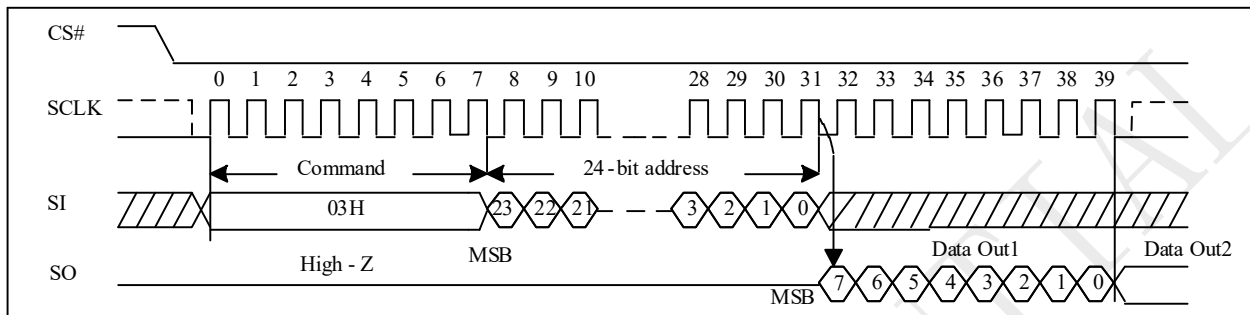 CS#
0 1 2 3 4 5 6 7 8 9 10 28 29 30 31 32 33 34 35 36 37 38 39
SCLK
Command 24-bit address
SI 03H 23 22 21 3 2 1 0
MSB Data Out1 Data Out2
High - Z
SO MSB 7 6 5 4 3 2 1 0